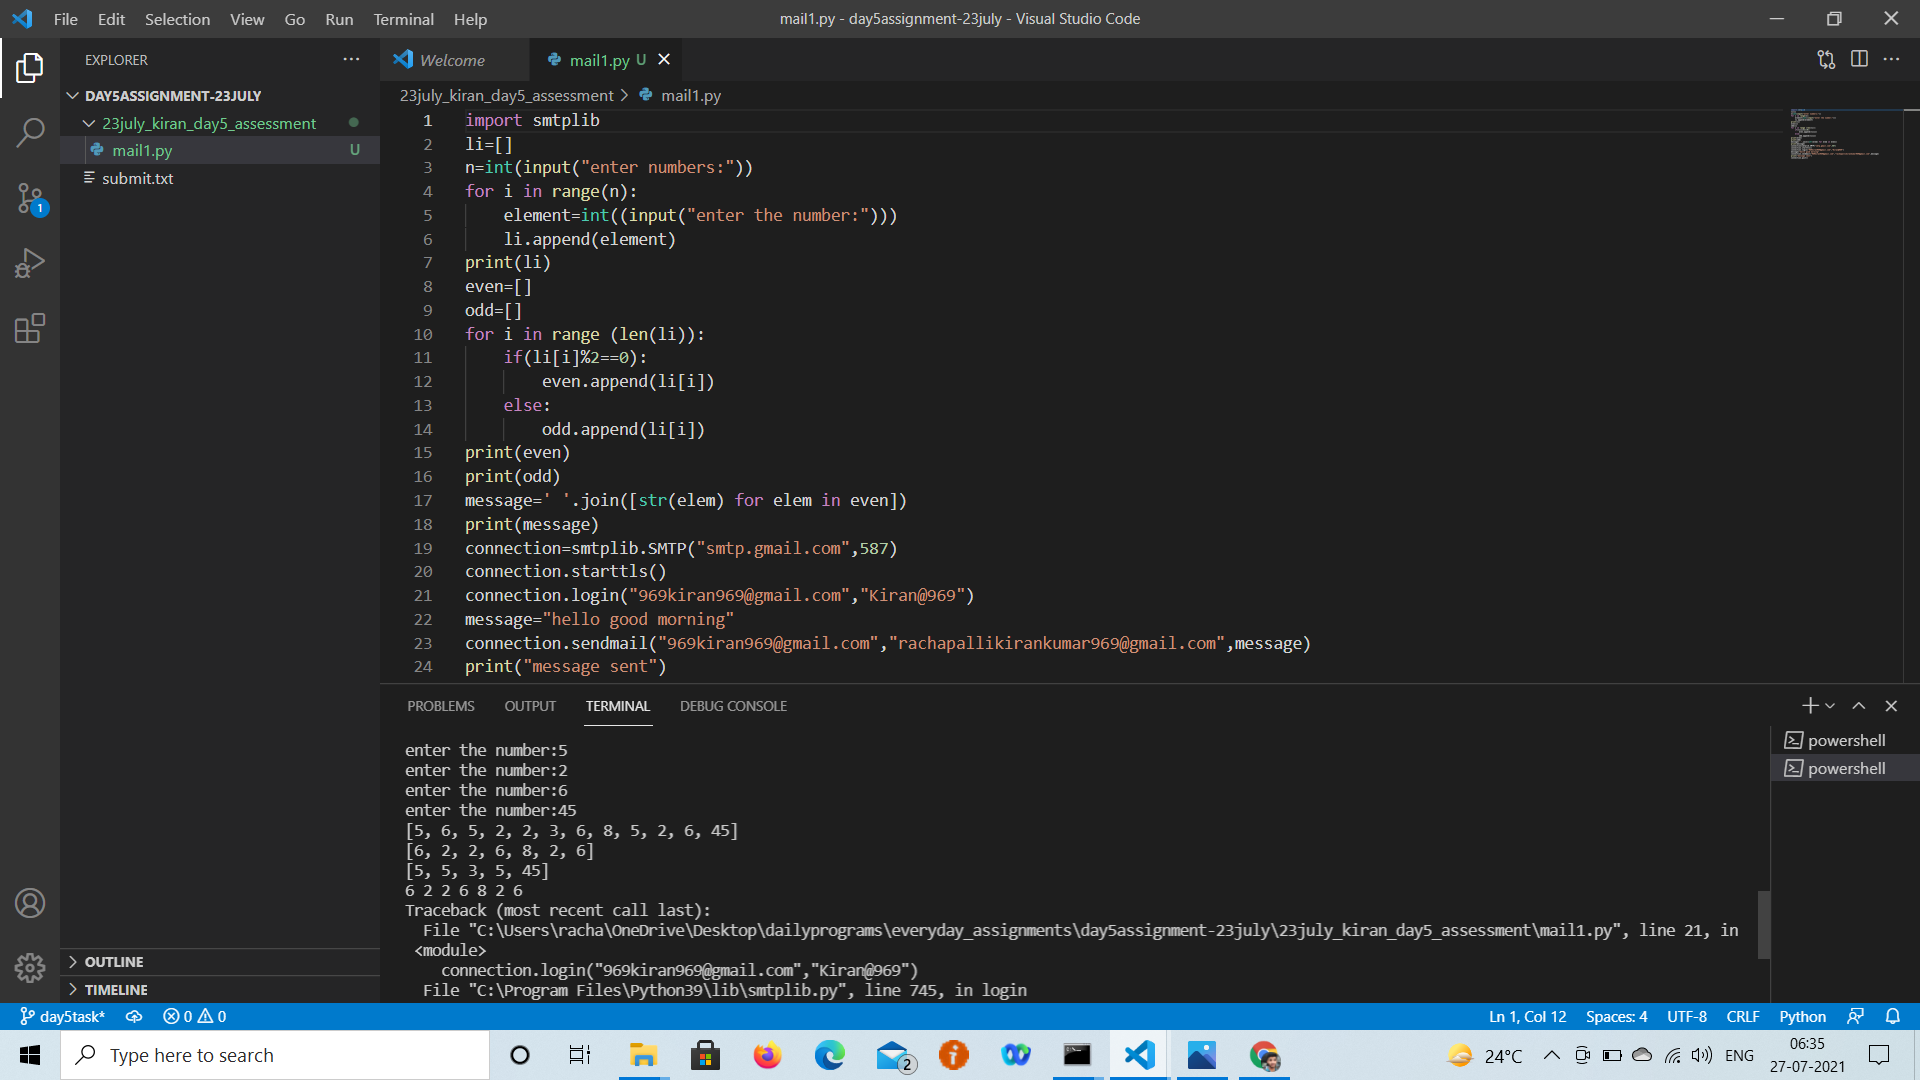 File Edit Selection View Go Run Terminal Help
mail1.py - day5assignment-23july - Visual Studio Code
EXPLORER
DAY5ASSIGNMENT-23JULY
23july_kiran_day5_assessment
mail1.py U
submit.txt
OUTLINE
TIMELINE
1
Welcome
mail1.py U
23july_kiran_day5_assessment > mail1.py
1 import smtplib
2 li=[]
3 n=int(input("enter numbers:"))
4 for i in range(n):
5     element=int((input("enter the number:")))
6     li.append(element)
7 print(li)
8 even=[]
9 odd=[]
10 for i in range (len(li)):
11     if(li[i]%2==0):
12         even.append(li[i])
13     else:
14         odd.append(li[i])
15 print(even)
16 print(odd)
17 message=' '.join([str(elem) for elem in even])
18 print(message)
19 connection=smtplib.SMTP("smtp.gmail.com",587)
20 connection.starttls()
21 connection.login("969kiran969@gmail.com","Kiran@969")
22 message="hello good morning"
23 connection.sendmail("969kiran969@gmail.com","rachapallikirankumar969@gmail.com",message)
24 print("message sent")
PROBLEMS OUTPUT TERMINAL DEBUG CONSOLE
powershell
powershell
enter the number:5
enter the number:2
enter the number:6
enter the number:45
[5, 6, 5, 2, 2, 3, 6, 8, 5, 2, 6, 45]
[6, 2, 2, 6, 8, 2, 6]
[5, 5, 3, 5, 45]
6 2 2 6 8 2 6
Traceback (most recent call last):
  File "C:\Users\racha\OneDrive\Desktop\dailyprograms\everyday_assignments\day5assignment-23july\23july_kiran_day5_assessment\mail1.py", line 21, in
 <module>
    connection.login("969kiran969@gmail.com","Kiran@969")
  File "C:\Program Files\Python39\lib\smtplib.py", line 745, in login
day5task* 0 0
Ln 1, Col 12 Spaces: 4 UTF-8 CRLF Python
Type here to search
2
24°C
ENG
06:35
27-07-2021